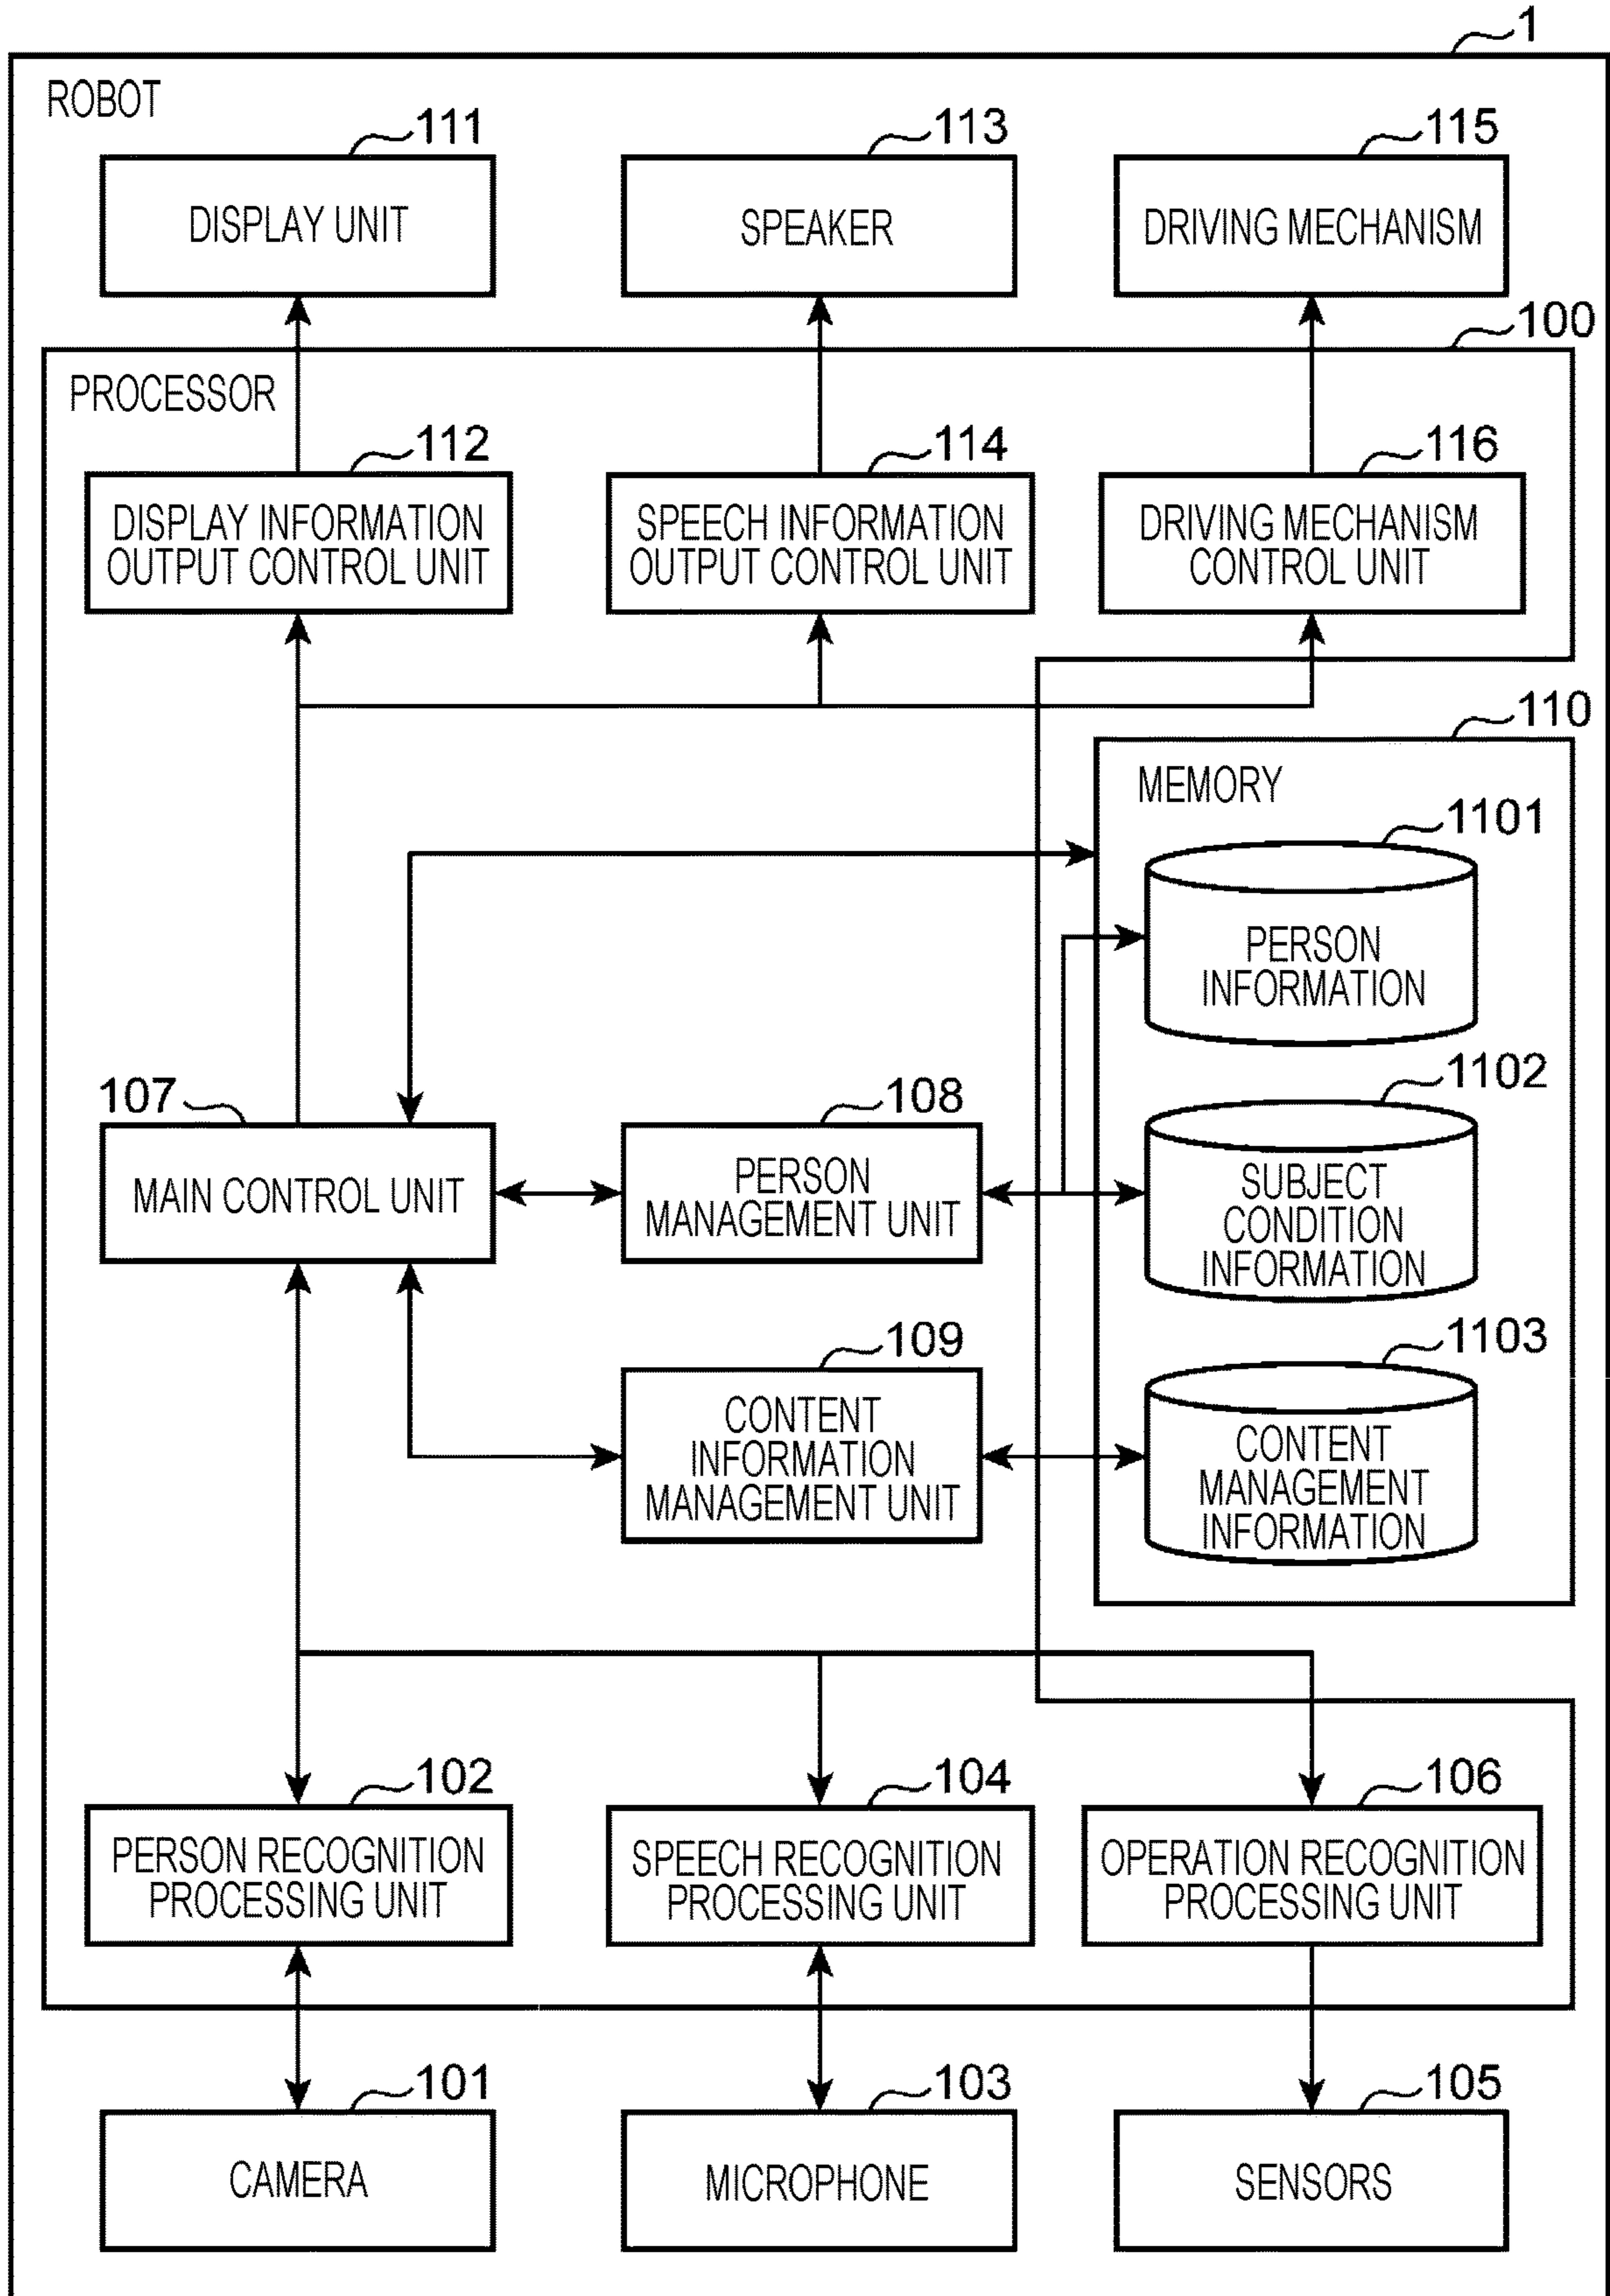 1
ROBOT
111
113
115
DISPLAY UNIT
SPEAKER
DRIVING MECHANISM
100
PROCESSOR
112
114
116
DISPLAY INFORMATION
OUTPUT CONTROL UNIT
SPEECH INFORMATION
OUTPUT CONTROL UNIT
DRIVING MECHANISM
CONTROL UNIT
110
MEMORY
1101
PERSON
INFORMATION
107
108
1102
MAIN CONTROL UNIT
PERSON
MANAGEMENT UNIT
SUBJECT
CONDITION
INFORMATION
109
1103
CONTENT
INFORMATION
MANAGEMENT UNIT
CONTENT
MANAGEMENT
INFORMATION
102
104
106
PERSON RECOGNITION
PROCESSING UNIT
SPEECH RECOGNITION
PROCESSING UNIT
OPERATION RECOGNITION
PROCESSING UNIT
101
103
105
CAMERA
MICROPHONE
SENSORS